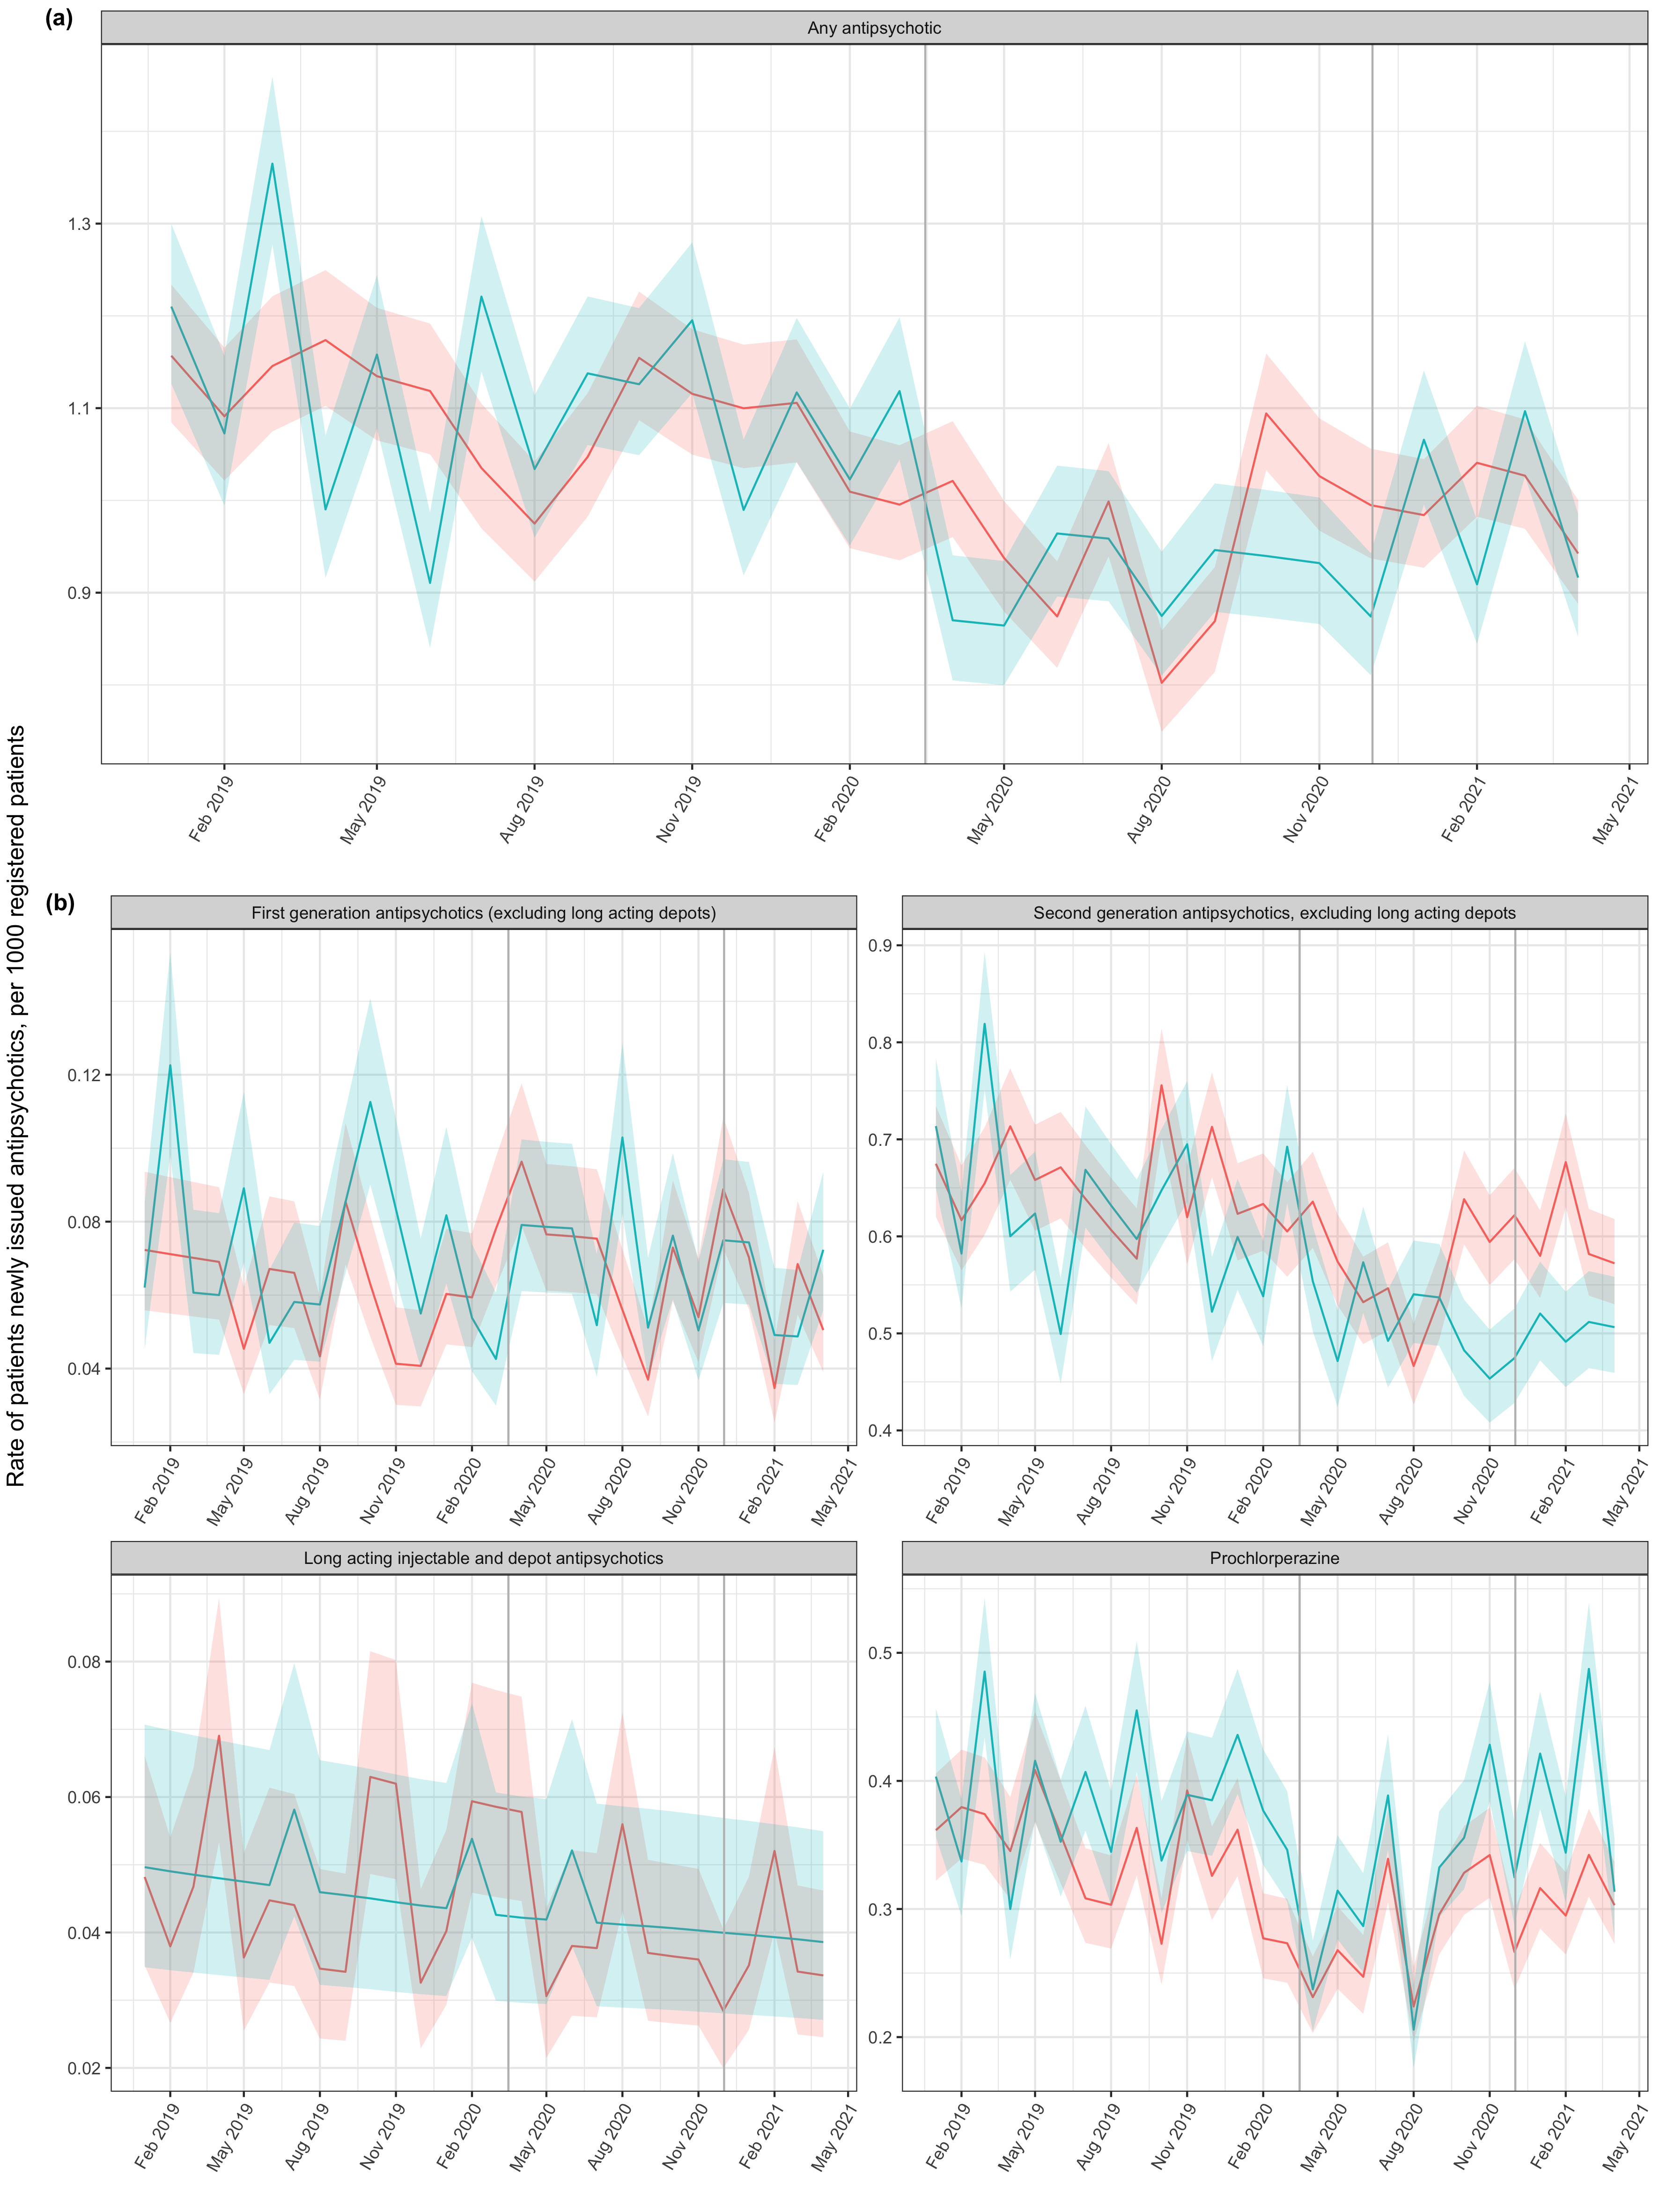 (a)
Any antipsychotic
1.3
1.1
0.9
Feb 2019
May 2019
Aug 2019
Nov 2019
Feb 2020
May 2020
Aug 2020
Nov 2020
Feb 2021
May 2021
Rate of patients newly issued antipsychotics, per 1000 registered patients
(b)
First generation antipsychotics (excluding long acting depots)
0.12
0.08
0.04
Feb 2019
May 2019
Aug 2019
Nov 2019
Feb 2020
May 2020
Aug 2020
Nov 2020
Feb 2021
May 2021
Second generation antipsychotics, excluding long acting depots
0.9
0.8
0.7
0.6
0.5
0.4
Feb 2019
May 2019
Aug 2019
Nov 2019
Feb 2020
May 2020
Aug 2020
Nov 2020
Feb 2021
May 2021
Long acting injectable and depot antipsychotics
0.08
0.06
0.04
0.02
Feb 2019
May 2019
Aug 2019
Nov 2019
Feb 2020
May 2020
Aug 2020
Nov 2020
Feb 2021
May 2021
Prochlorperazine
0.5
0.4
0.3
0.2
Feb 2019
May 2019
Aug 2019
Nov 2019
Feb 2020
May 2020
Aug 2020
Nov 2020
Feb 2021
May 2021